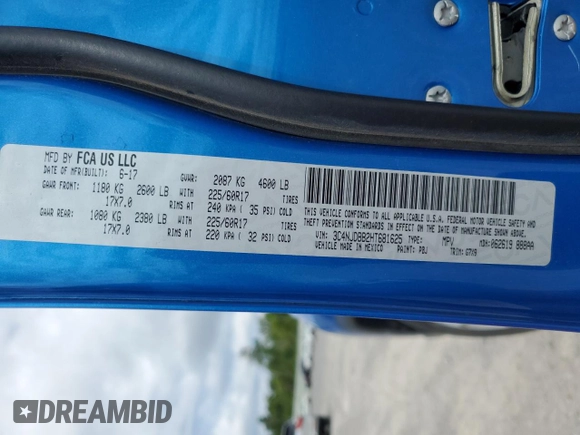 MFD BY FCA US LLC
DATE OF MFR(BUILT): 6-17 GVWR: 2087 KG 4600 LB
GAWR FRONT: 1180 KG 2600 LB WITH 225/60R17 TIRES
17X7.0 RIMS AT 240 KPA ( 35 PSI) COLD
GAWR REAR: 1080 KG 2380 LB WITH 225/60R17 TIRES
17X7.0 RIMS AT 220 KPA ( 32 PSI) COLD
THIS VEHICLE CONFORMS TO ALL APPLICABLE U.S.A. FEDERAL MOTOR VEHICLE SAFETY AND
THEFT PREVENTION STANDARDS IN EFFECT ON THE DATE OF MANUFACTURE SHOWN ABOVE.
VIN: 3C4NJDBB2HT681625 TYPE: MPV MDH: 062619 888AA
VEHICLE MADE IN MEXICO PAINT: PBJ TRIM: G7X9
DREAMBID